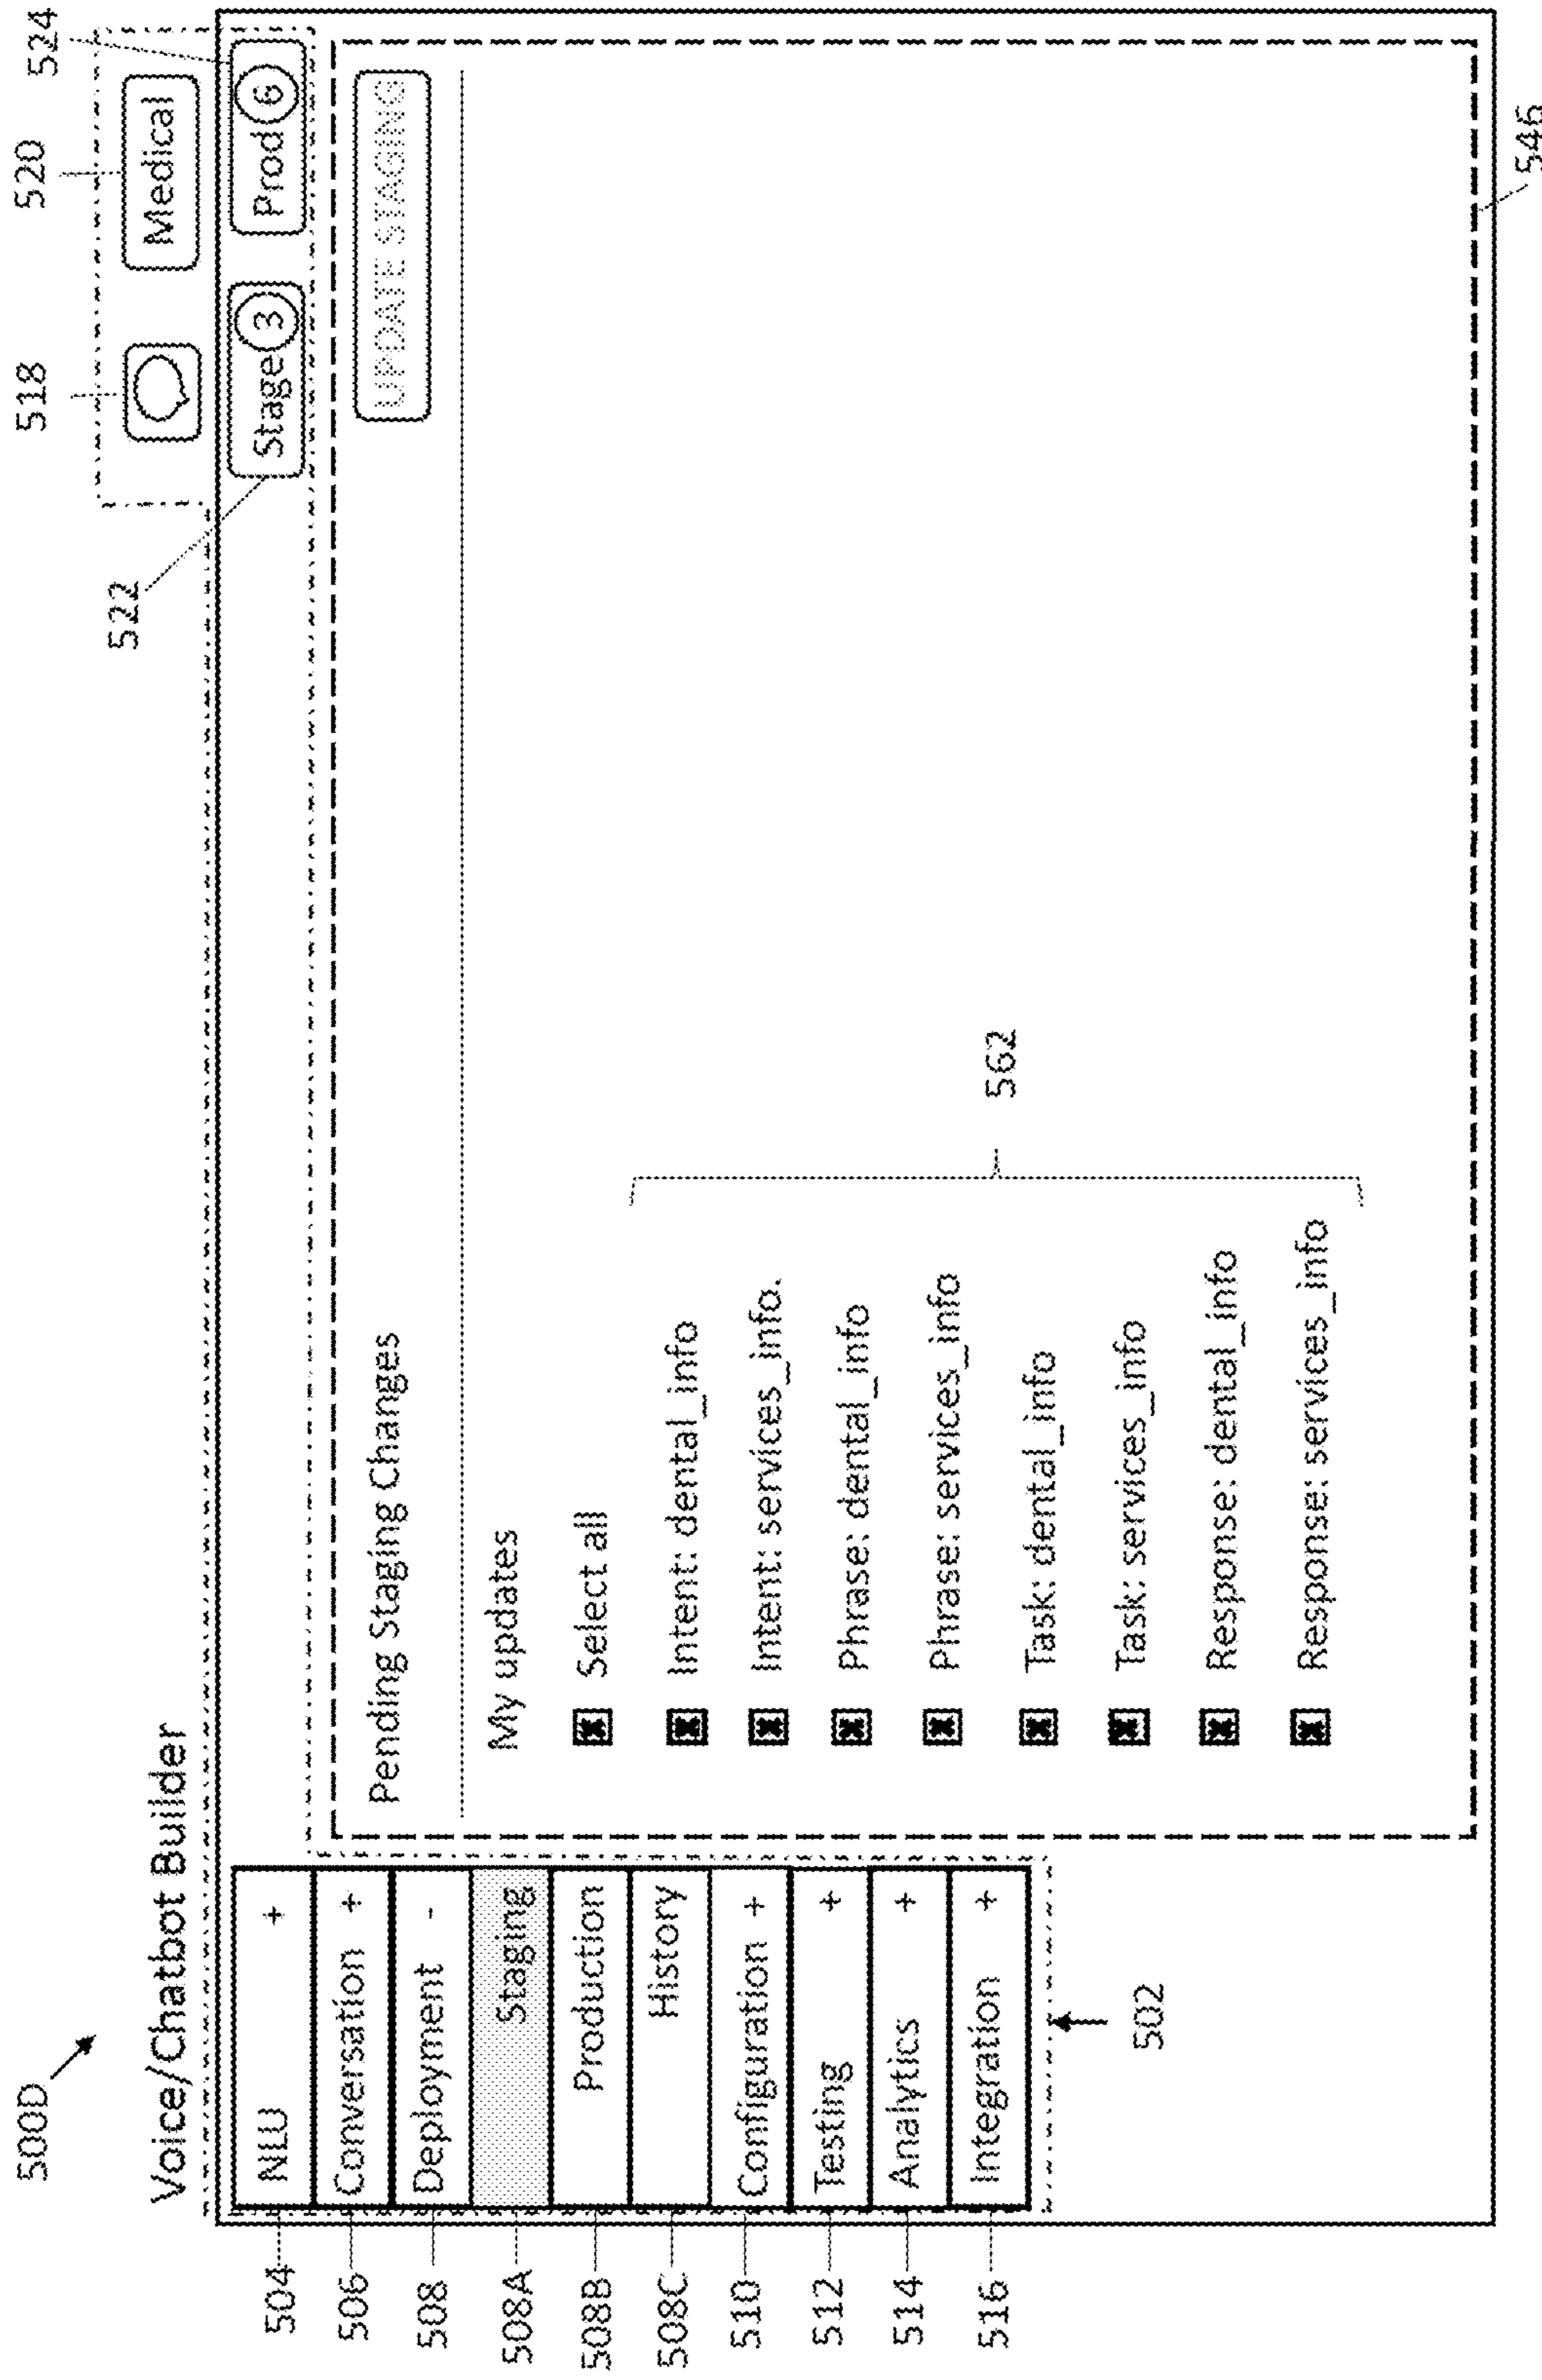 500D
518
520
524
Voice/Chatbot Builder
Medical
522
Stage 3
Prod 6
504
NLU +
506
Conversation +
508
Deployment -
508A
Staging
508B
Production
508C
History
510
Configuration +
512
Testing +
514
Analytics +
516
Integration +
502
Pending Staging Changes
UPDATE STAGING
My updates
Select all
Intent: dental_info
Intent: services_info.
Phrase: dental_info
Phrase: services_info
Task: dental_info
Task: services_info
Response: dental_info
Response: services_info
562
546